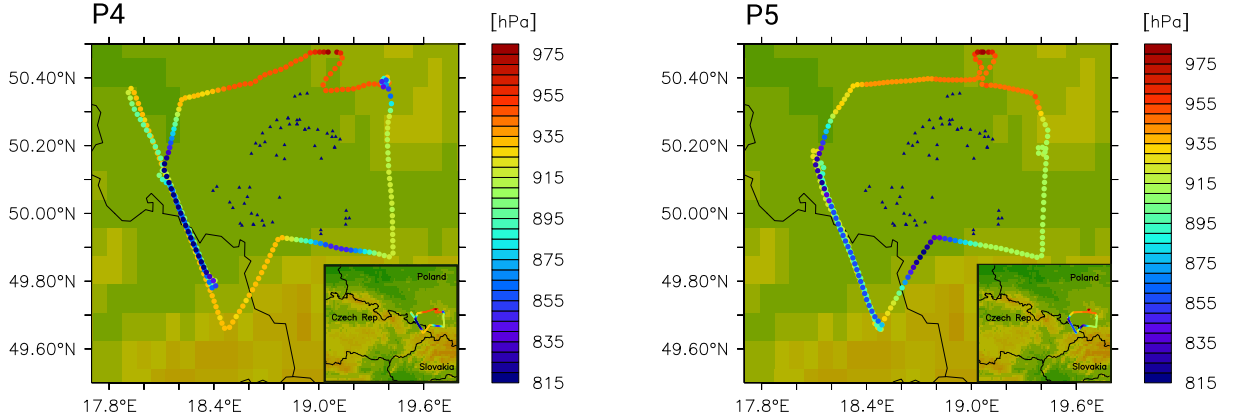 P4
[hPa]
50.40°N
50.20°N
50.00°N
49.80°N
49.60°N
17.8°E
18.4°E
19.0°E
19.6°E
Poland
Czech Rep.
Slovakia
975
955
935
915
895
875
855
835
815
P5
[hPa]
50.40°N
50.20°N
50.00°N
49.80°N
49.60°N
17.8°E
18.4°E
19.0°E
19.6°E
Poland
Czech Rep.
Slovakia
975
955
935
915
895
875
855
835
815